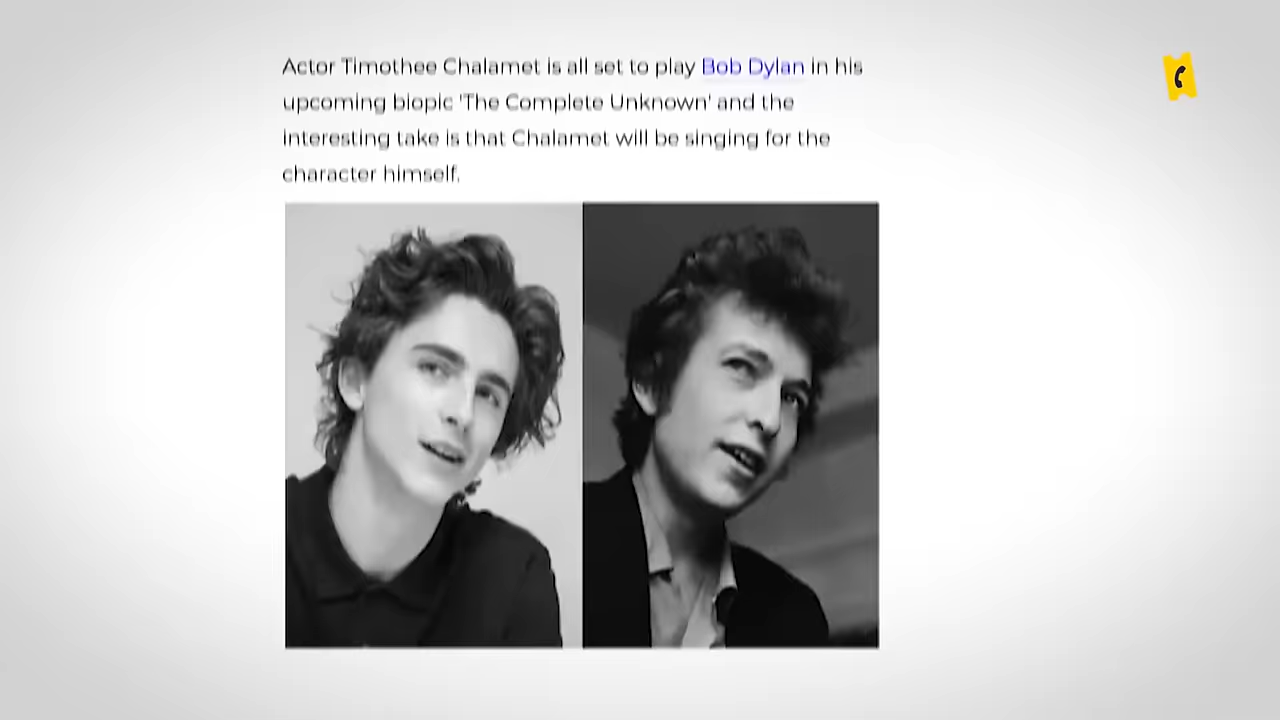 Actor Timothee Chalamet is all set to play Bob Dylan in his
upcoming biopic 'The Complete Unknown' and the
interesting take is that Chalamet will be singing for the
character himself.